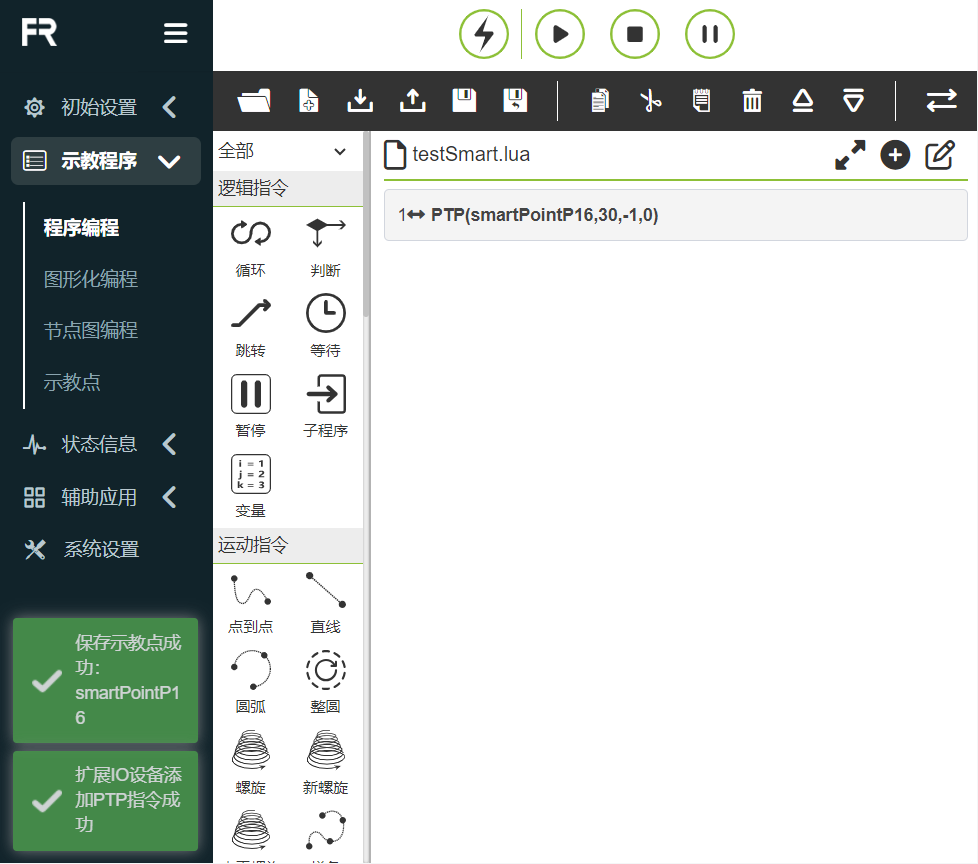 FR
初始设置
示教程序
程序编程
图形化编程
节点图编程
示教点
状态信息
辅助应用
系统设置
保存示教点成
功:
smartPointP1
6
扩展IO设备添
加PTP指令成
功
全部
逻辑指令
循环 判断
跳转 等待
暂停 子程序
i = 1
j = 2
k = 3
变量
运动指令
点到点 直线
圆弧 整圆
螺旋 新螺旋
testSmart.lua
1 PTP(smartPointP16,30,-1,0)